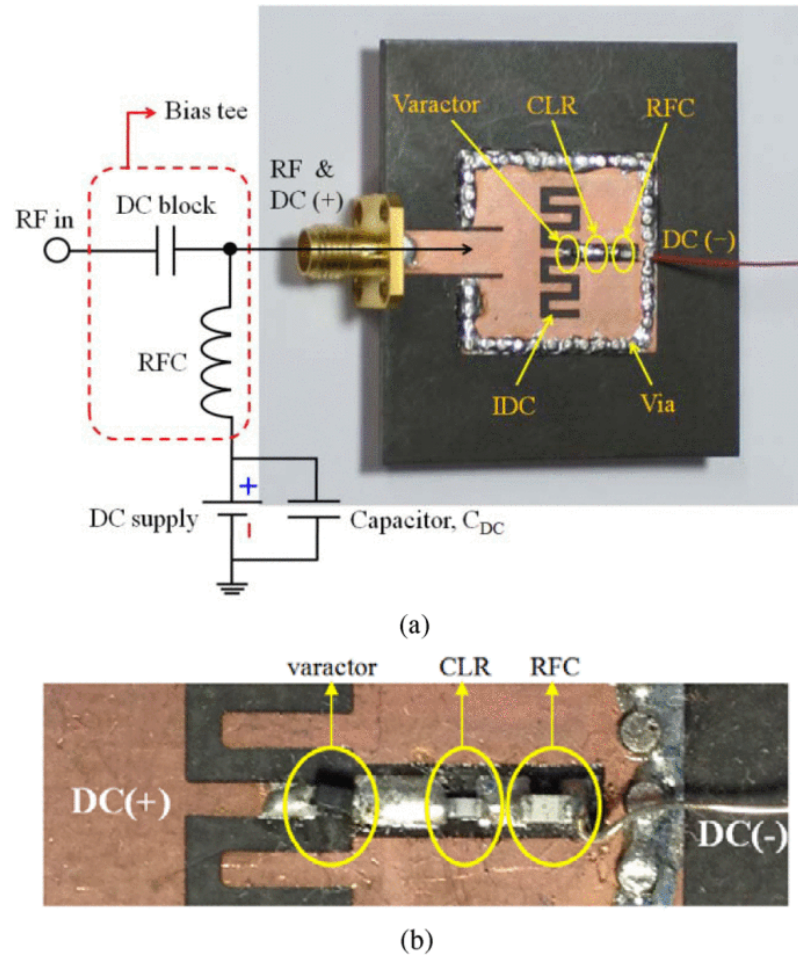 Bias tee
Varactor
CLR
RFC
RF in
DC block
RF &
DC (+)
DC (−)
RFC
IDC
Via
+
DC supply
−
Capacitor, C_DC
(a)
varactor
CLR
RFC
DC(+)
DC(-)
(b)